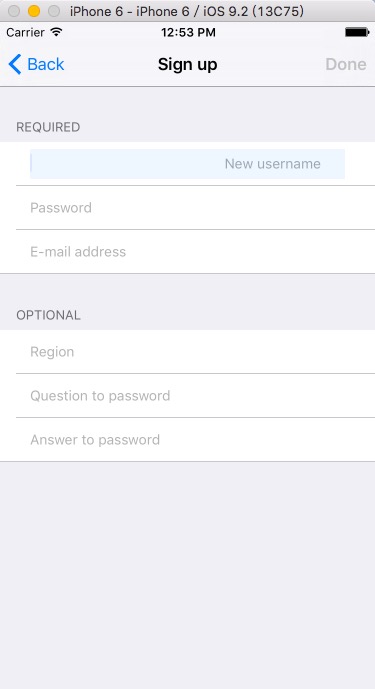 iPhone 6 - iPhone 6 / iOS 9.2 (13C75)
Carrier 12:53 PM
Back Sign up Done
REQUIRED
New username
Password
E-mail address
OPTIONAL
Region
Question to password
Answer to password